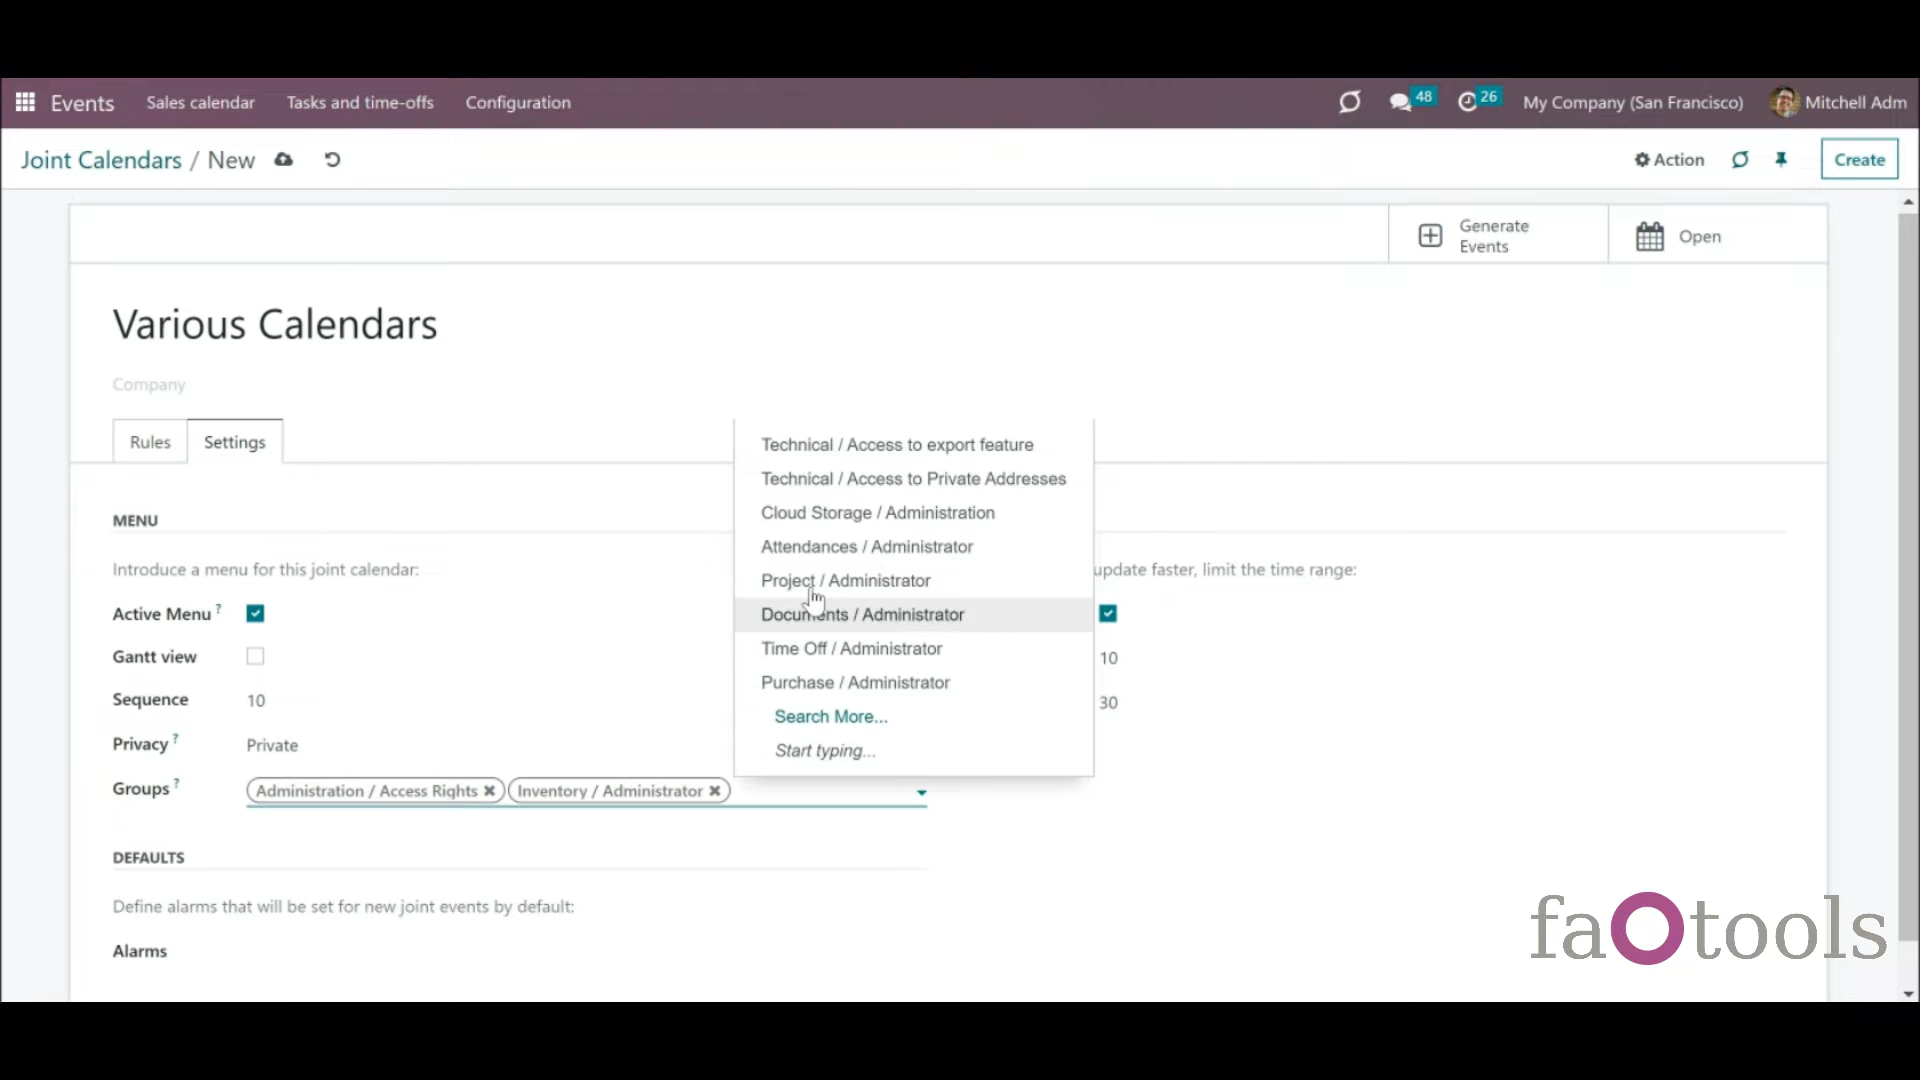 Events Sales calendar Tasks and time-offs Configuration 48 26 My Company (San Francisco) Mitchell Adm
Joint Calendars / New Action Create
Generate Events
Open
Various Calendars
Company
Rules Settings
Technical / Access to export feature
Technical / Access to Private Addresses
Cloud Storage / Administration
Attendances / Administrator
Project / Administrator
Documents / Administrator
Time Off / Administrator
Purchase / Administrator
Search More...
Start typing...
MENU
Introduce a menu for this joint calendar:
update faster, limit the time range:
Active Menu ?
Gantt view
10
Sequence 10
30
Privacy ? Private
Groups ? Administration / Access Rights Inventory / Administrator
DEFAULTS
Define alarms that will be set for new joint events by default:
Alarms
faOtools